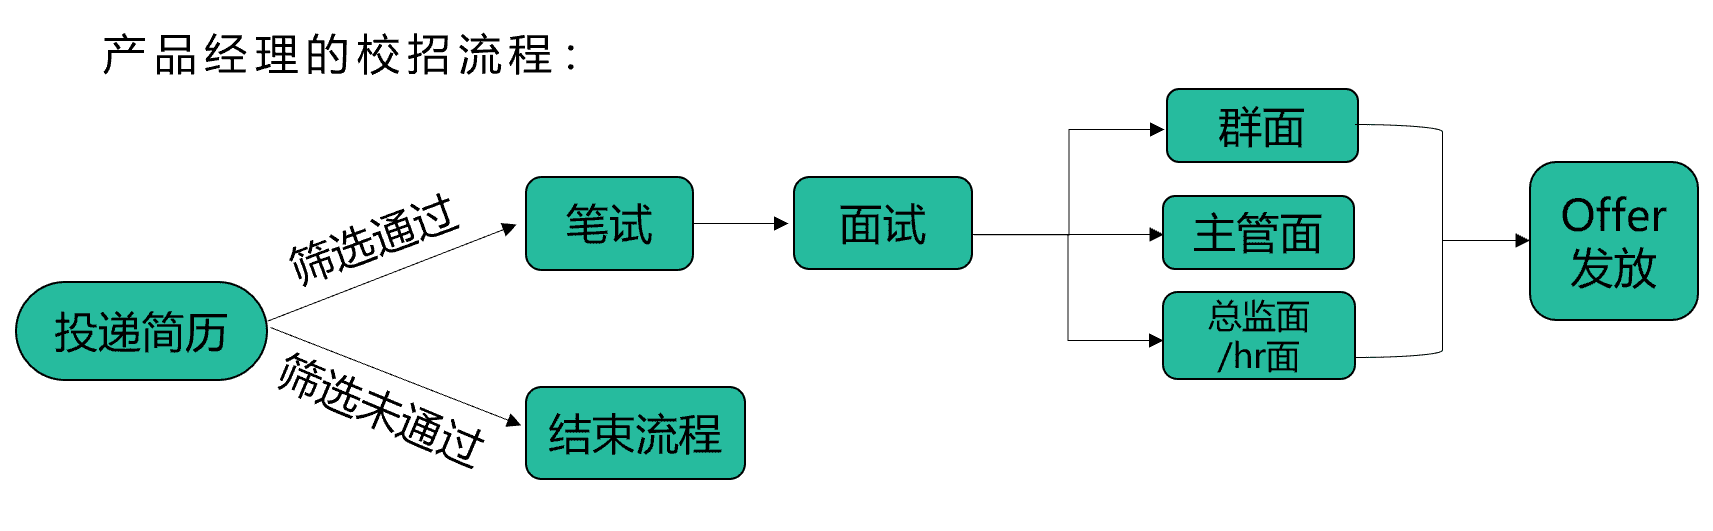 产品经理的校招流程：
投递简历
筛选通过
筛选未通过
笔试
结束流程
面试
群面
主管面
总监面
/hr面
Offer
发放